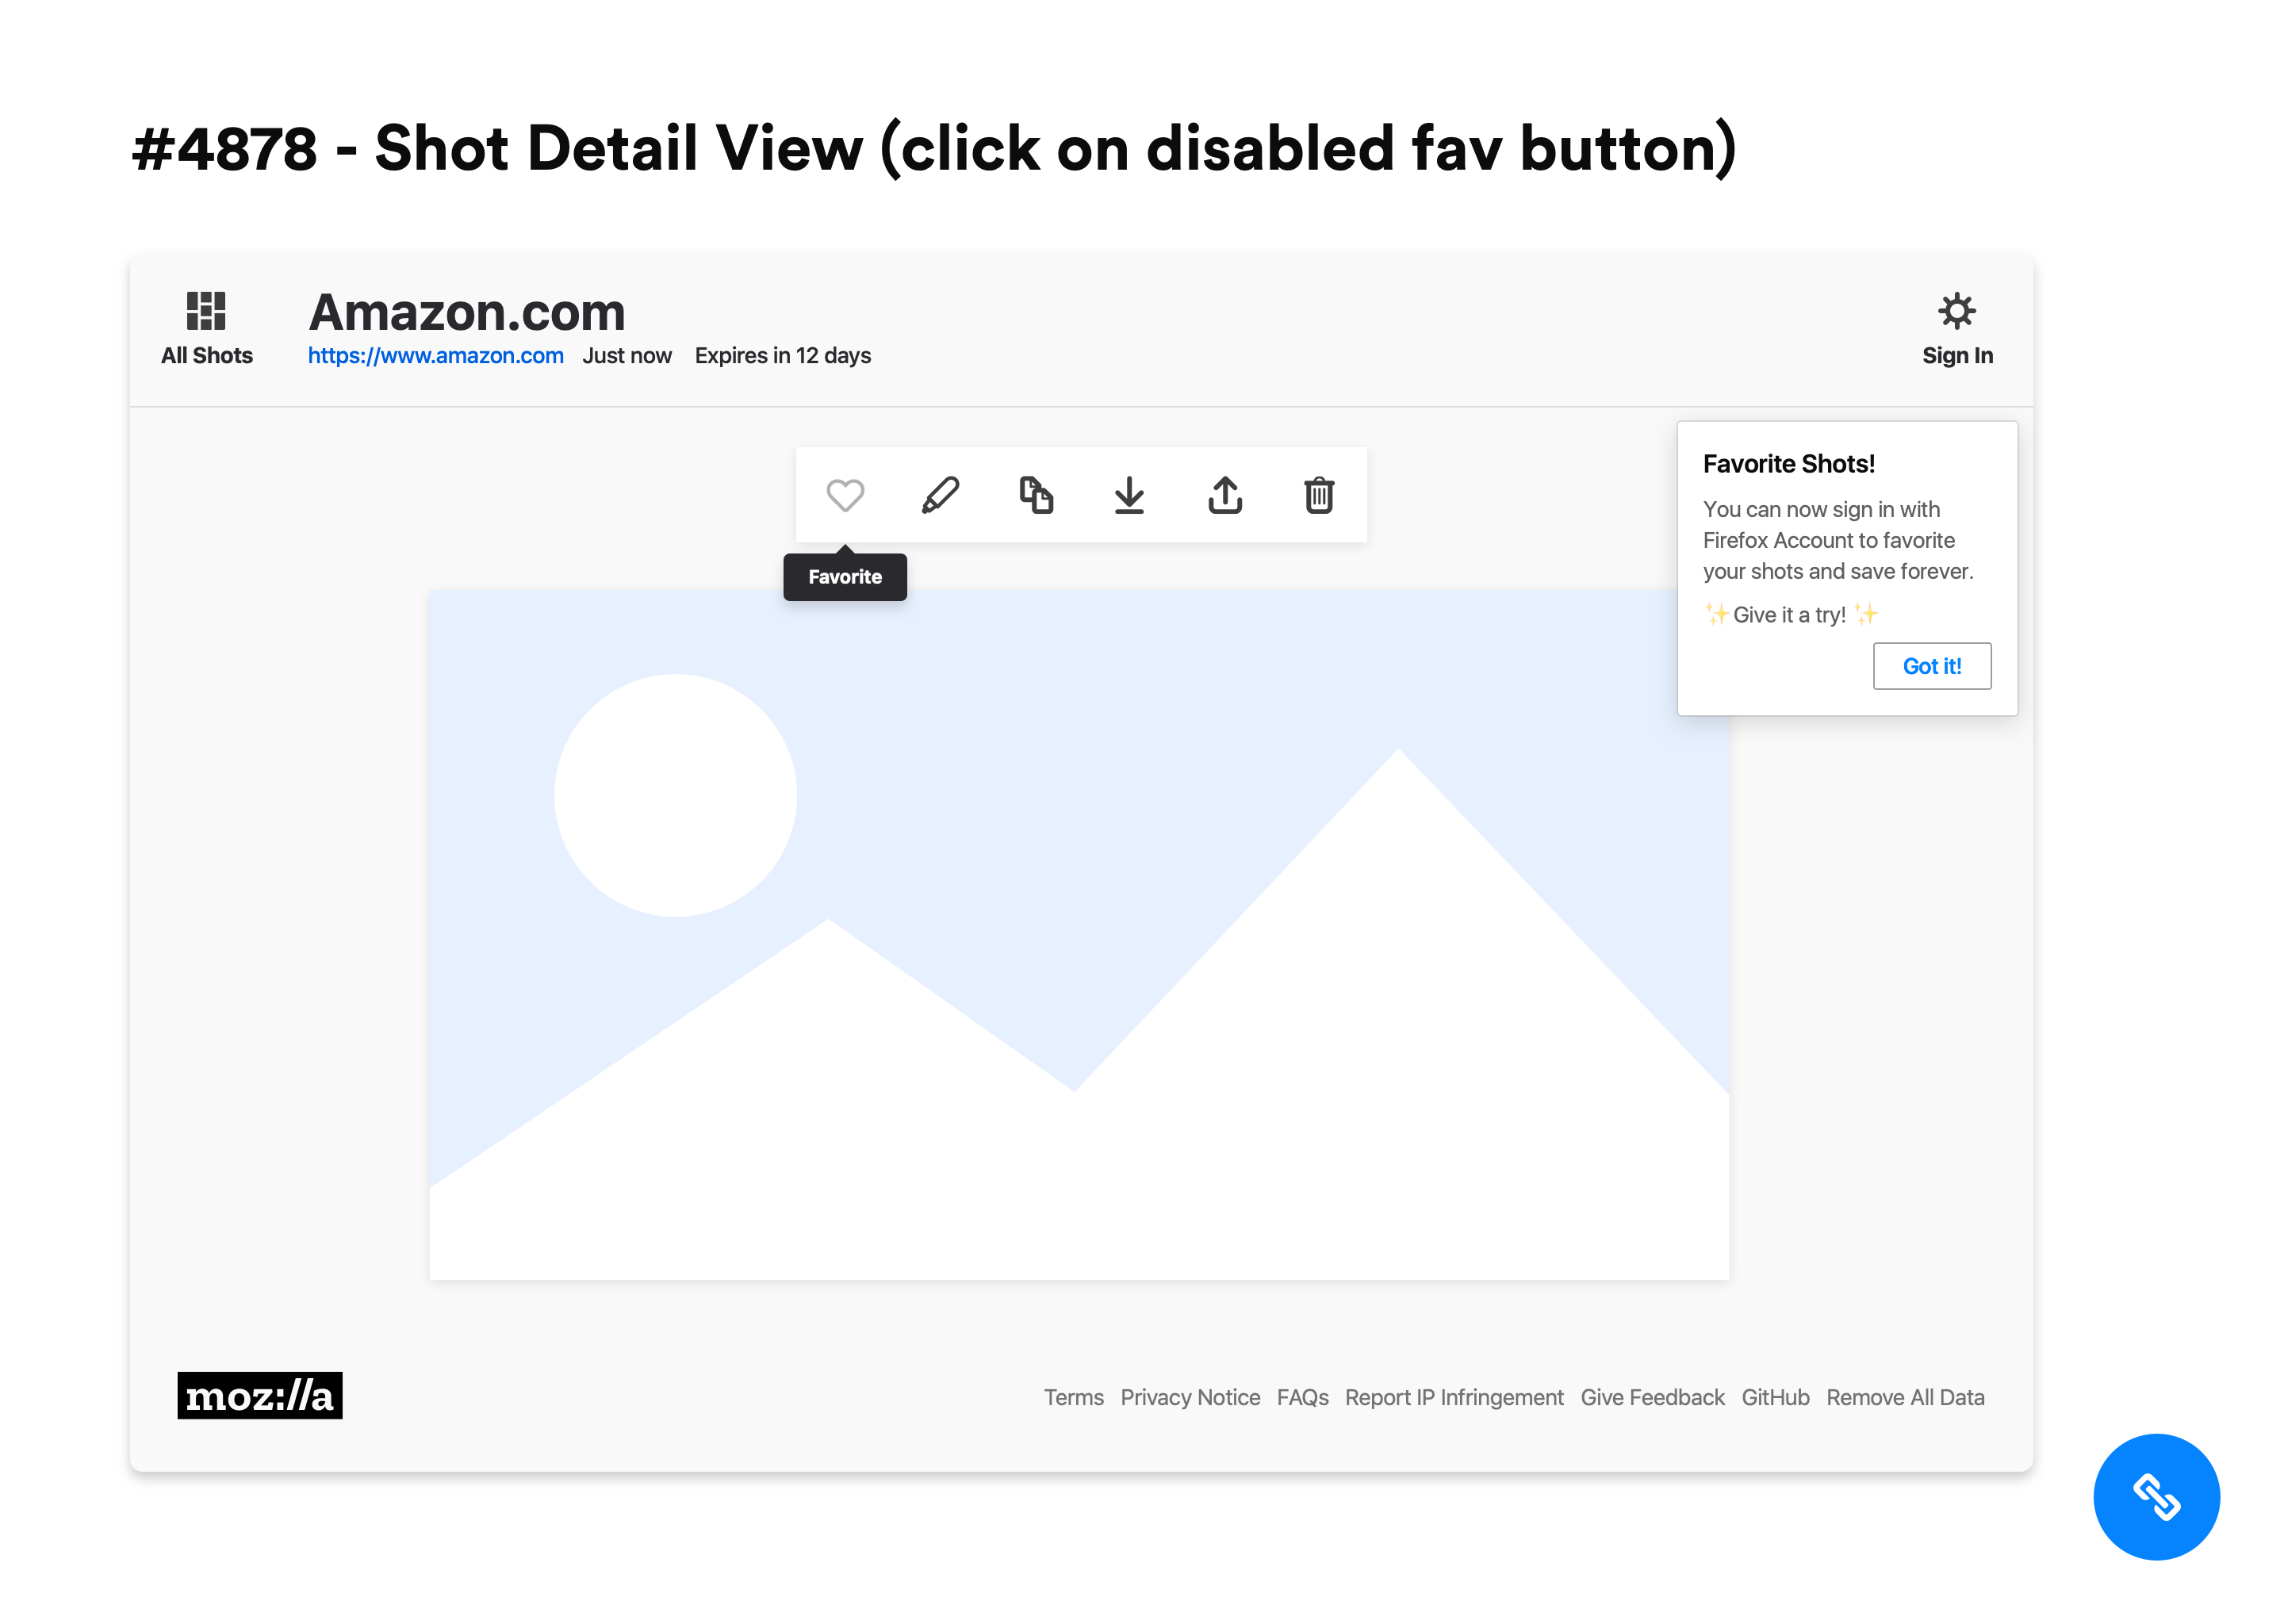 #4878 - Shot Detail View (click on disabled fav button)
All Shots
Amazon.com
https://www.amazon.com Just now Expires in 12 days
Sign In
Favorite
Favorite Shots!
You can now sign in with
Firefox Account to favorite
your shots and save forever.
✨Give it a try! ✨
Got it!
moz://a
Terms Privacy Notice FAQs Report IP Infringement Give Feedback GitHub Remove All Data